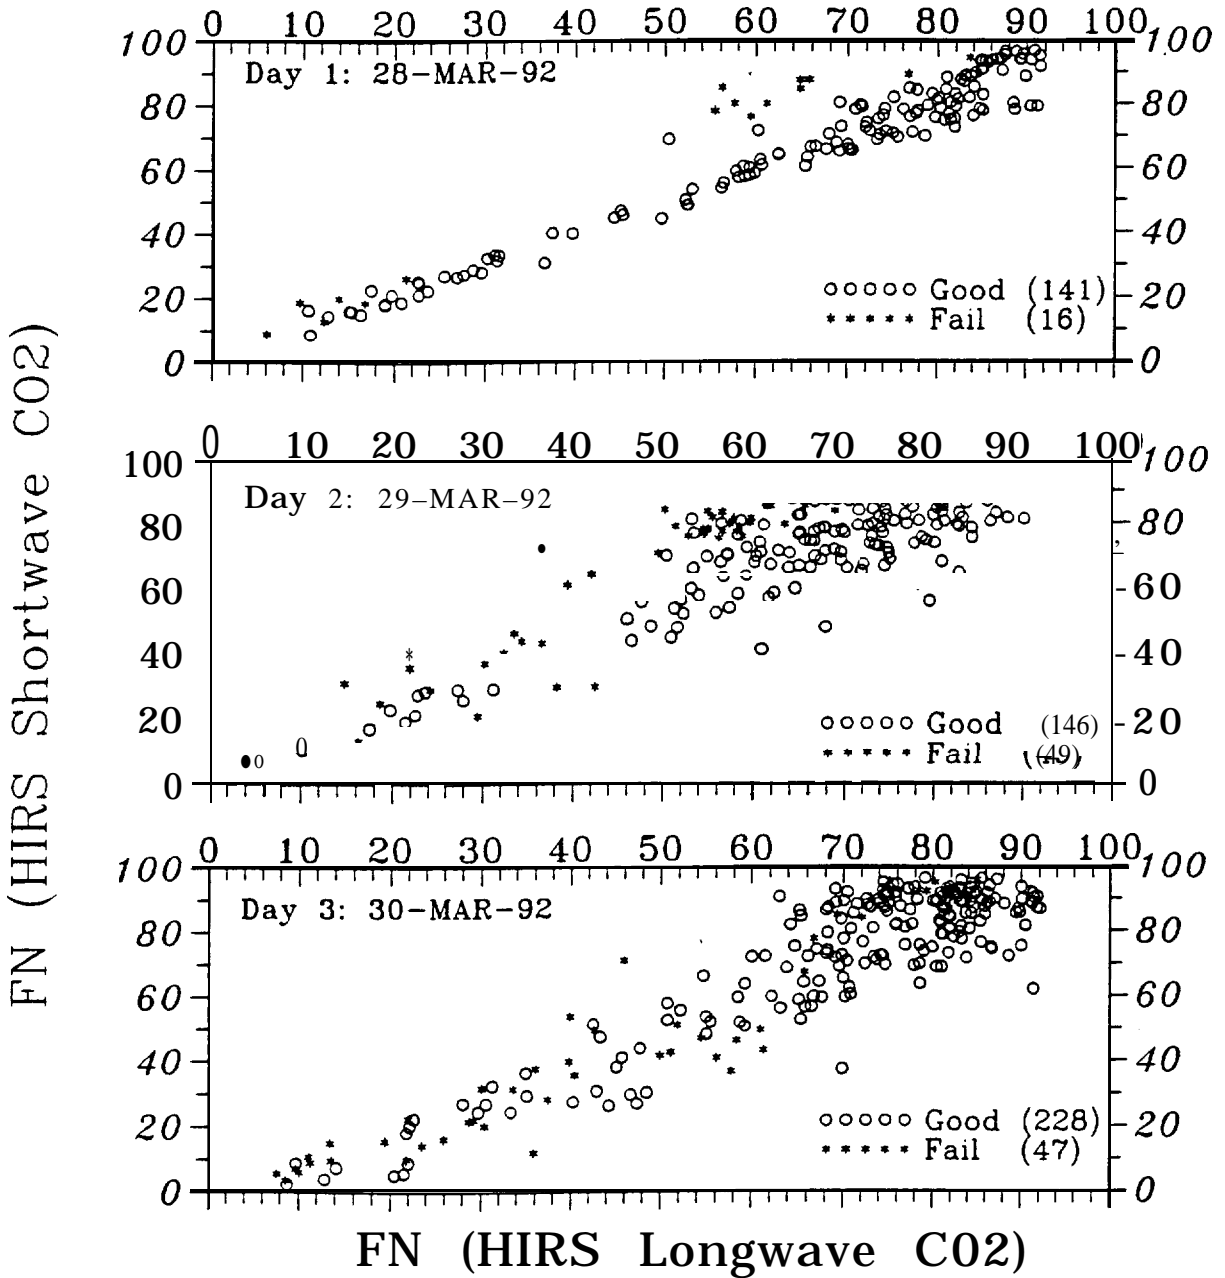 0 10 20 30 40 50 60 70 80 90 100
100 100
Day 1: 28-MAR-92
80 80
60 60
40 40
20 20
Good (141)
Fail (16)
0 0
0 10 20 30 40 50 60 70 80 90 100
100 100
Day 2: 29-MAR-92
80 80
60 60
40 40
20 20
Good (146)
Fail (49)
0 0
0 10 20 30 40 50 60 70 80 90 100
100 100
Day 3: 30-MAR-92
80 80
60 60
40 40
20 20
Good (228)
Fail (47)
0 0
FN (HIRS Shortwave CO2)
FN (HIRS Longwave C02)